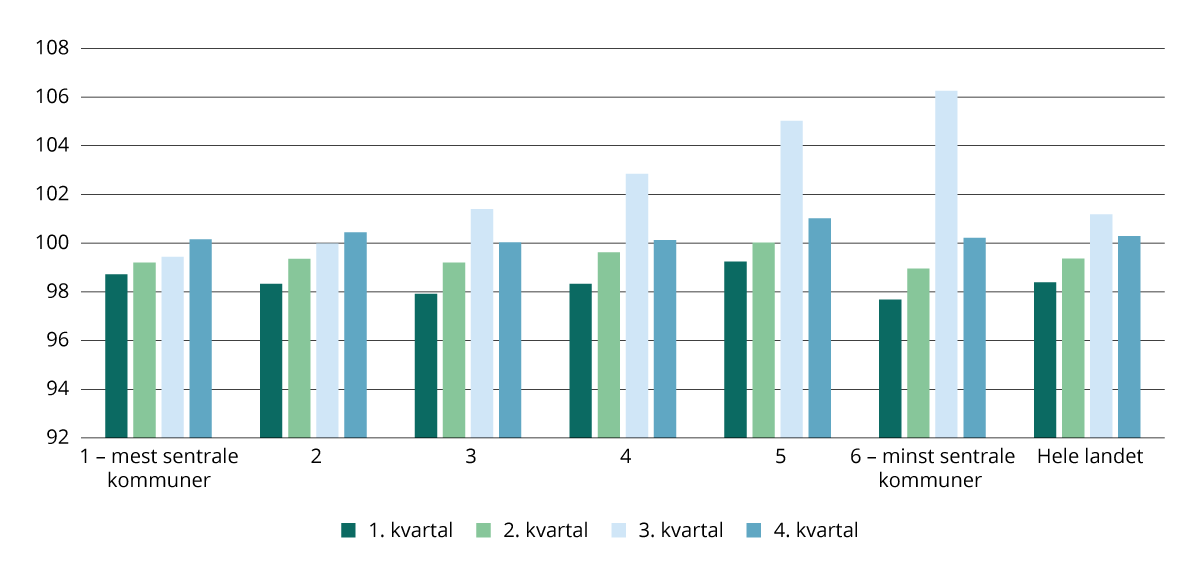 108
106
104
102
100
98
96
94
92
1 – mest sentrale
kommuner
2
3
4
5
6 – minst sentrale
kommuner
Hele landet
1. kvartal
2. kvartal
3. kvartal
4. kvartal